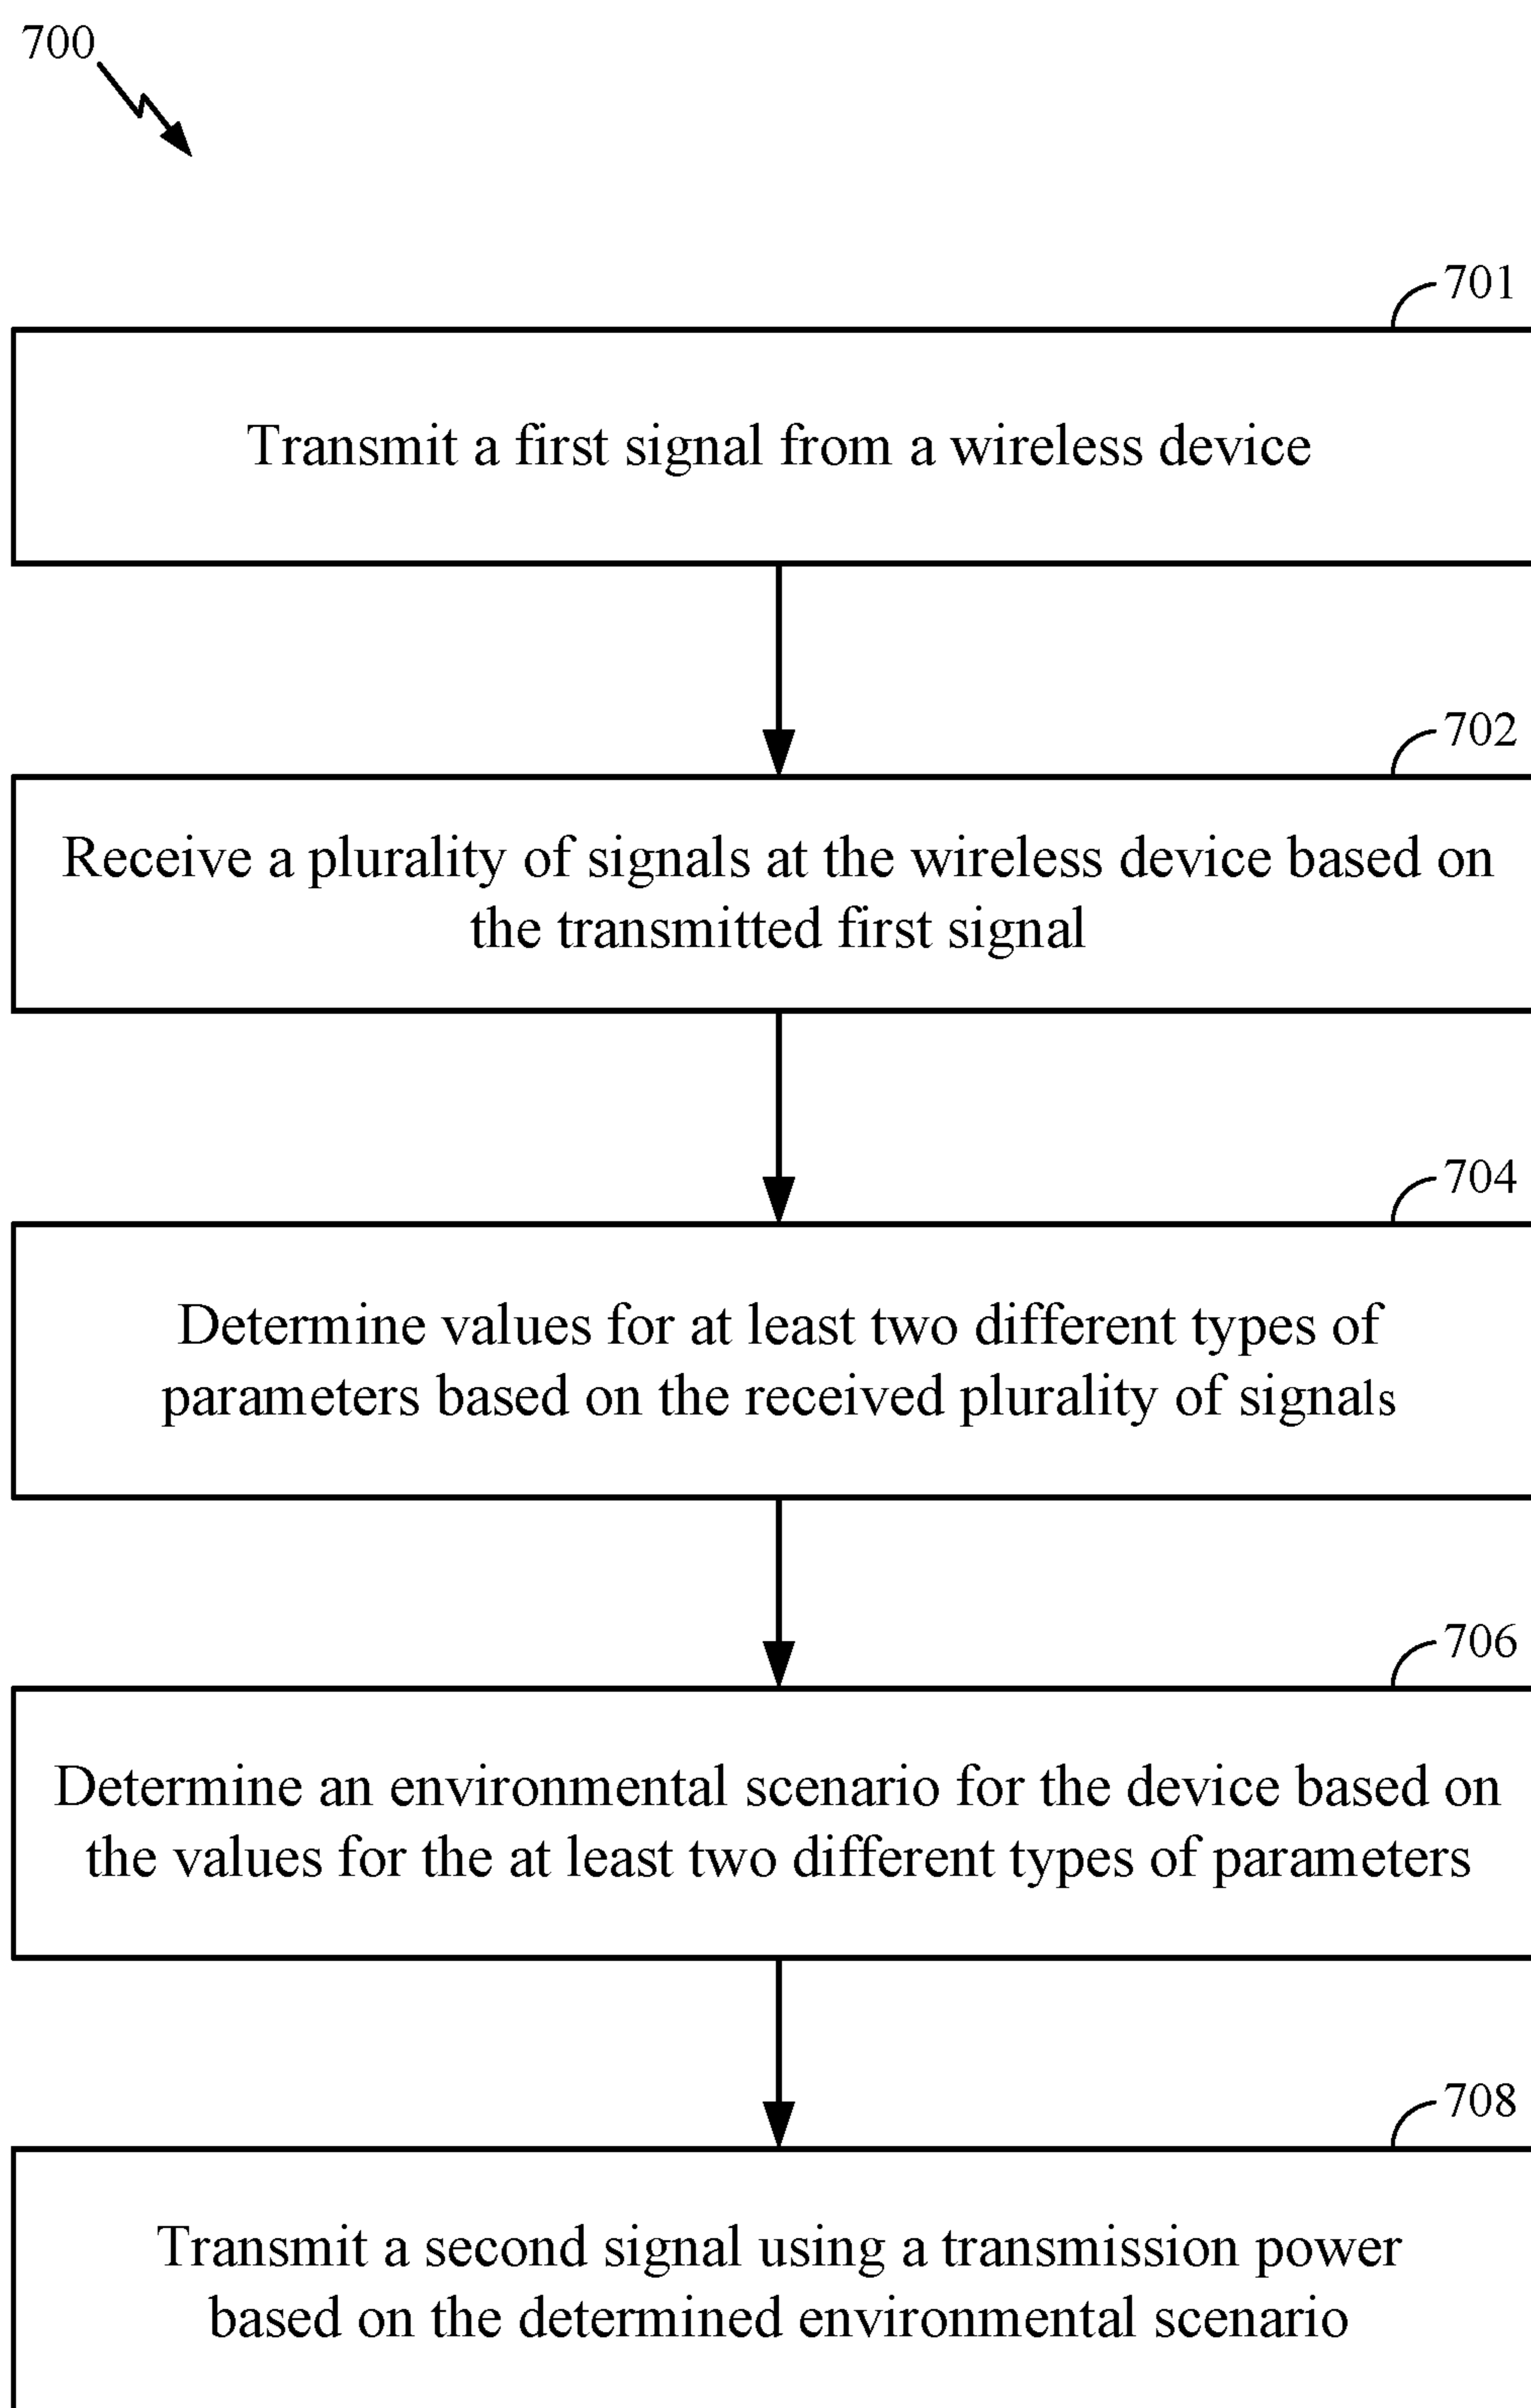 700
701
Transmit a first signal from a wireless device
702
Receive a plurality of signals at the wireless device based on
the transmitted first signal
704
Determine values for at least two different types of
parameters based on the received plurality of signals
706
Determine an environmental scenario for the device based on
the values for the at least two different types of parameters
708
Transmit a second signal using a transmission power
based on the determined environmental scenario